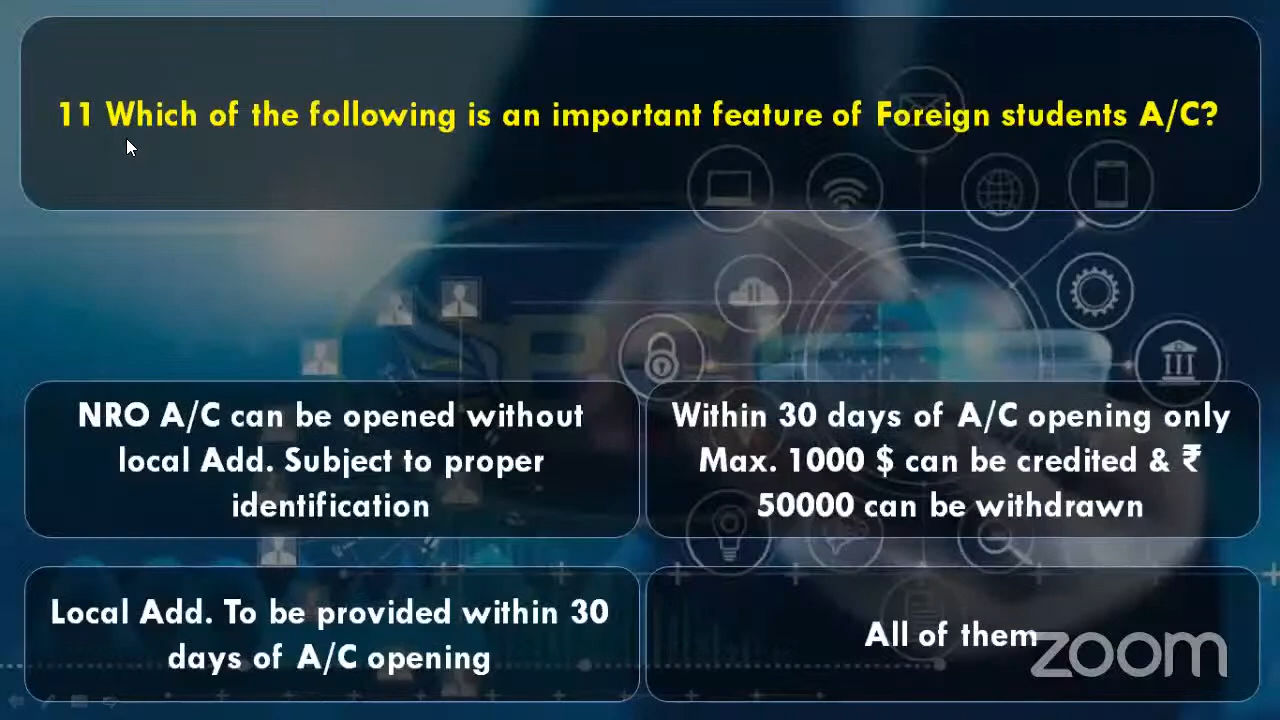 11 Which of the following is an important feature of Foreign students A/C?
NRO A/C can be opened without
local Add. Subject to proper
identification
Within 30 days of A/C opening only
Max. 1000 $ can be credited & ₹
50000 can be withdrawn
Local Add. To be provided within 30
days of A/C opening
All of them
zoom